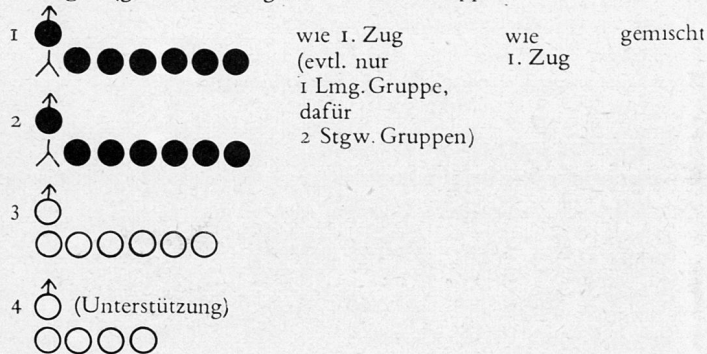 1
wie 1. Zug
(evtl. nur
1 Lmg. Gruppe,
dafür
2 Stgw. Gruppen)
wie
1. Zug
gemischt
2
3
4 (Unterstützung)